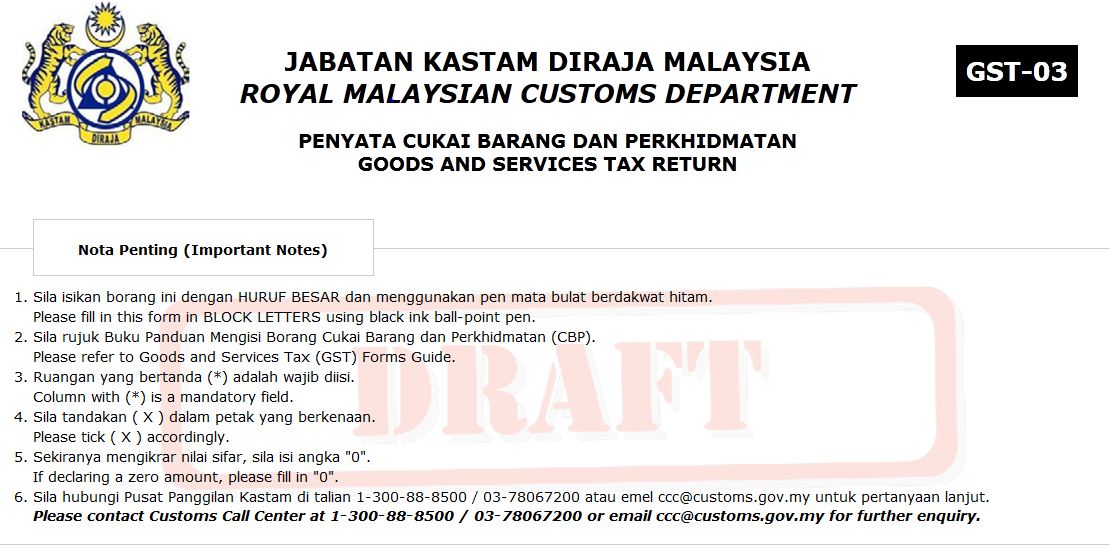 KASTAM DIRAJA MALAYSIA
JABATAN KASTAM DIRAJA MALAYSIA
ROYAL MALAYSIAN CUSTOMS DEPARTMENT
GST-03
PENYATA CUKAI BARANG DAN PERKHIDMATAN
GOODS AND SERVICES TAX RETURN
Nota Penting (Important Notes)
1. Sila isikan borang ini dengan HURUF BESAR dan menggunakan pen mata bulat berdakwat hitam.
Please fill in this form in BLOCK LETTERS using black ink ball-point pen.
2. Sila rujuk Buku Panduan Mengisi Borang Cukai Barang dan Perkhidmatan (CBP).
Please refer to Goods and Services Tax (GST) Forms Guide.
3. Ruangan yang bertanda (*) adalah wajib diisi.
Column with (*) is a mandatory field.
4. Sila tandakan ( X ) dalam petak yang berkenaan.
Please tick ( X ) accordingly.
5. Sekiranya mengikrar nilai sifar, sila isi angka "0".
If declaring a zero amount, please fill in "0".
6. Sila hubungi Pusat Panggilan Kastam di talian 1-300-88-8500 / 03-78067200 atau emel ccc@customs.gov.my untuk pertanyaan lanjut.
Please contact Customs Call Center at 1-300-88-8500 / 03-78067200 or email ccc@customs.gov.my for further enquiry.
DRAFT